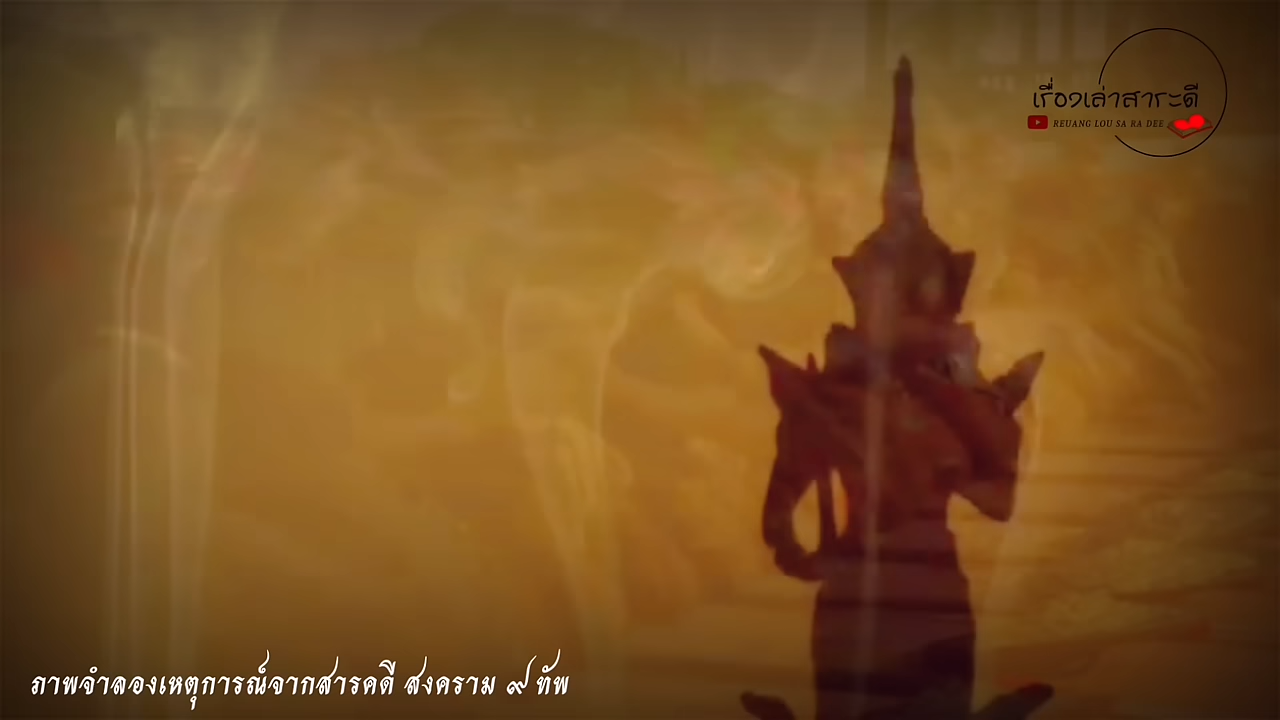 เรื่องเล่าสาระดี
REUANG LOU SA RA DEE
ภาพจำลองเหตุการณ์จากสารคดี สงคราม ๙ ทัพ